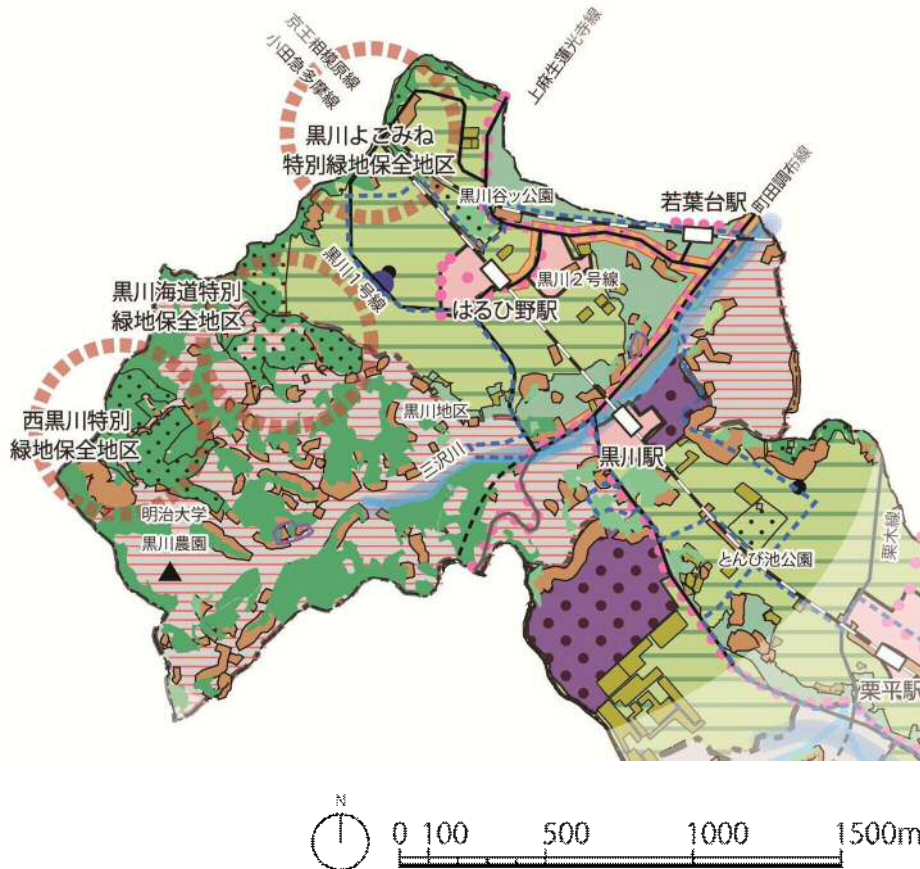 京王相模原線
小田急多摩線
上麻生蓮光寺線
黒川よこみね
特別緑地保全地区
黒川谷ッ公園
若葉台駅
町田調布線
黒川海道特別
緑地保全地区
黒川1号線
はるひ野駅
黒川2号線
西黒川特別
緑地保全地区
黒川地区
三沢川
黒川駅
明治大学
黒川農園
とんび池公園
栗木線
栗平駅
N
0 100 500 1000 1500m